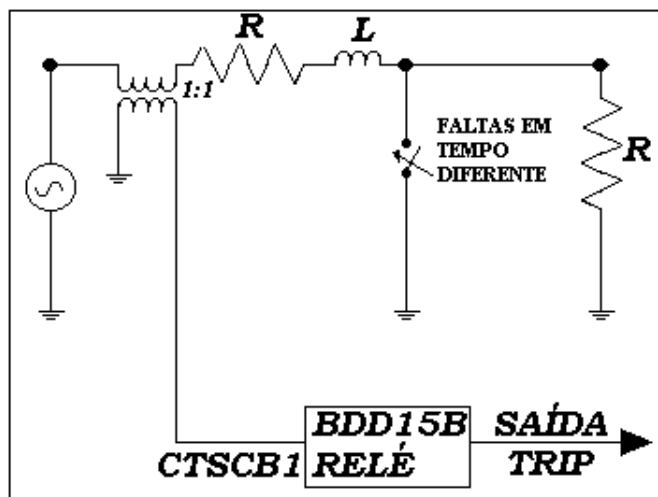 R
L
1:1
FALTAS EM
TEMPO
DIFERENTE
R
BDD15B
RELÉ
SAÍDA
TRIP
CTSCB1